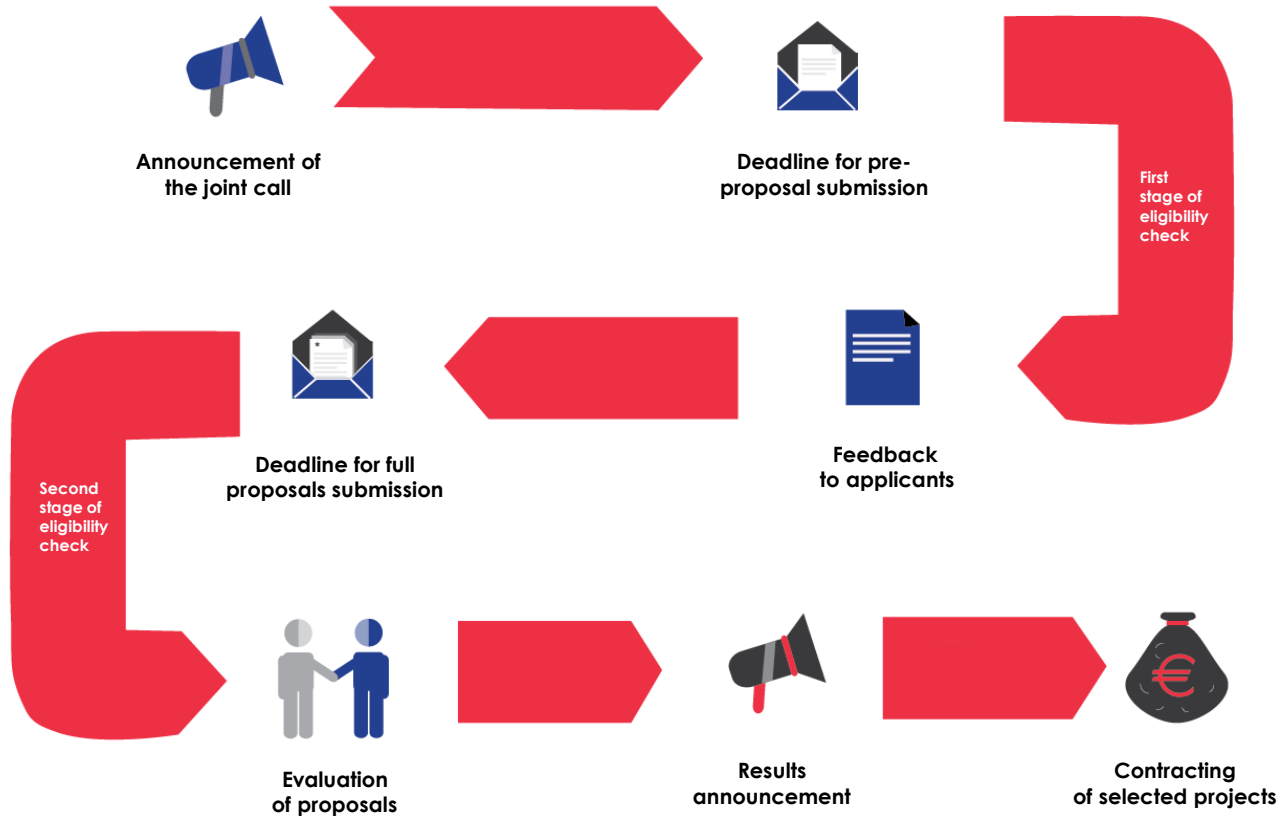 Announcement of
the joint call
Deadline for pre-
proposal submission
First
stage of
eligibility
check
Feedback
to applicants
Deadline for full
proposals submission
Second
stage of
eligibility
check
Evaluation
of proposals
Results
announcement
Contracting
of selected projects